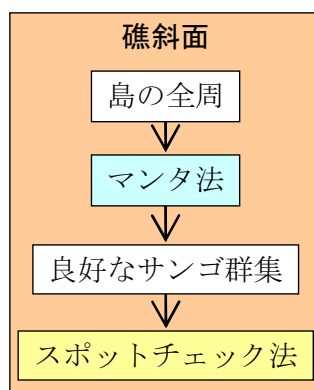 礁斜面
島の全周
マンタ法
良好なサンゴ群集
スポットチェック法